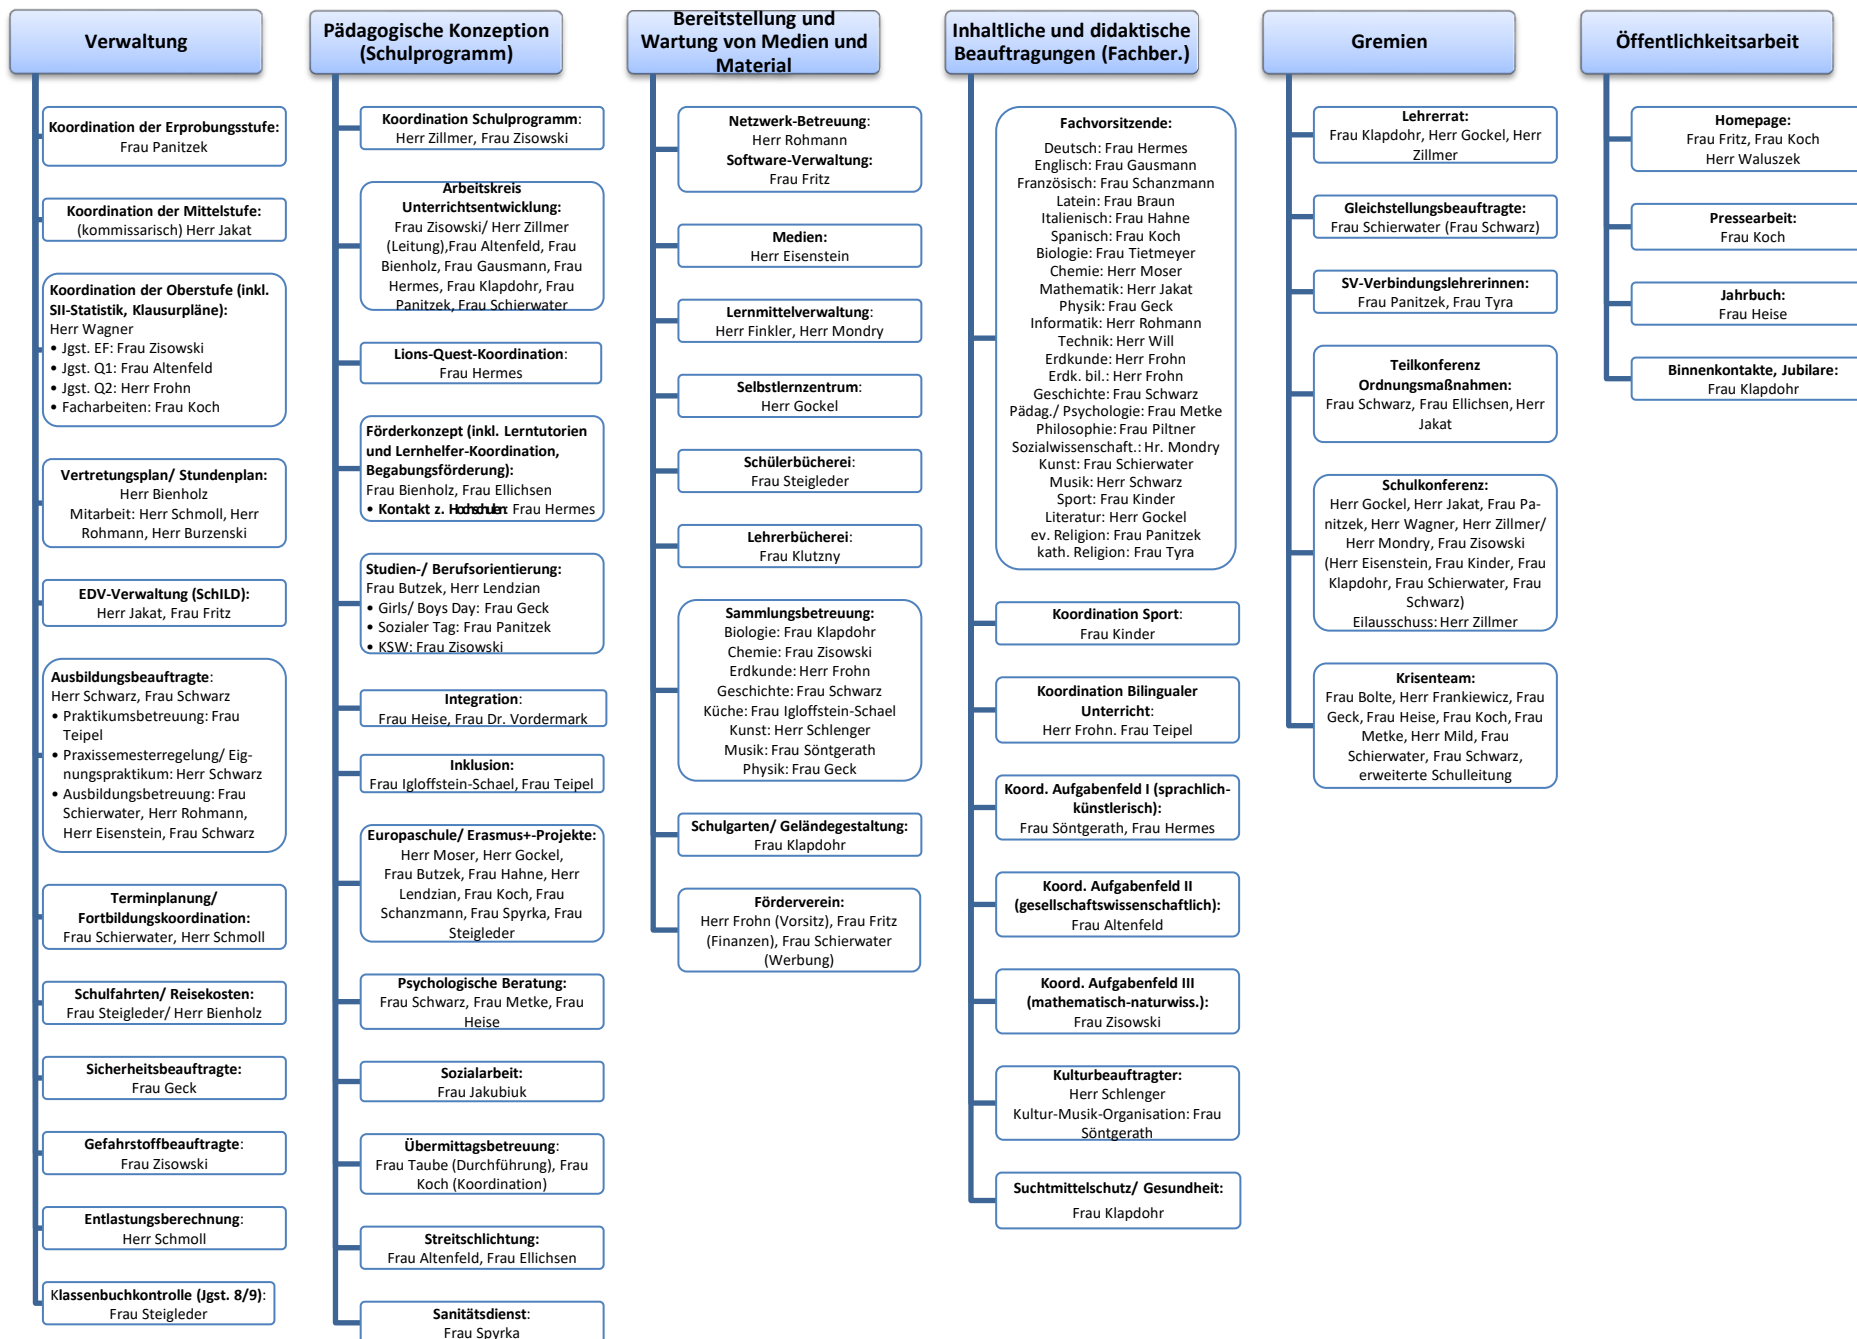 Verwaltung
Koordination der Erprobungsstufe:
Frau Panitzek
Koordination der Mittelstufe:
(kommissarisch) Herr Jakat
Koordination der Oberstufe (inkl.
SII-Statistik, Klausurpläne):
Herr Wagner
• Jgst. EF: Frau Zisowski
• Jgst. Q1: Frau Altenfeld
• Jgst. Q2: Herr Frohn
• Facharbeiten: Frau Koch
Vertretungsplan/ Stundenplan:
Herr Bienholz
Mitarbeit: Herr Schmoll, Herr
Rohmann, Herr Burzenski
EDV-Verwaltung (SchILD):
Herr Jakat, Frau Fritz
Ausbildungsbeauftragte:
Herr Schwarz, Frau Schwarz
• Praktikumsbetreuung: Frau
Teipel
• Praxissemesterregelung/ Eig-
nungspraktikum: Herr Schwarz
• Ausbildungsbetreuung: Frau
Schierwater, Herr Rohmann,
Herr Eisenstein, Frau Schwarz
Terminplanung/
Fortbildungskoordination:
Frau Schierwater, Herr Schmoll
Schulfahrten/ Reisekosten:
Frau Steigleder/ Herr Bienholz
Sicherheitsbeauftragte:
Frau Geck
Gefahrstoffbeauftragte:
Frau Zisowski
Entlastungsberechnung:
Herr Schmoll
Klassenbuchkontrolle (Jgst. 8/9):
Frau Steigleder
Pädagogische Konzeption
(Schulprogramm)
Koordination Schulprogramm:
Herr Zillmer, Frau Zisowski
Arbeitskreis
Unterrichtsentwicklung:
Frau Zisowski/ Herr Zillmer
(Leitung),Frau Altenfeld, Frau
Bienholz, Frau Gausmann, Frau
Hermes, Frau Klapdohr, Frau
Panitzek, Frau Schierwater
Lions-Quest-Koordination:
Frau Hermes
Förderkonzept (inkl. Lerntutorien
und Lernhelfer-Koordination,
Begabungsförderung):
Frau Bienholz, Frau Ellichsen
• Kontakt z. Hochschulen: Frau Hermes
Studien-/ Berufsorientierung:
Frau Butzek, Herr Lendzian
• Girls/ Boys Day: Frau Geck
• Sozialer Tag: Frau Panitzek
• KSW: Frau Zisowski
Integration:
Frau Heise, Frau Dr. Vordermark
Inklusion:
Frau Igloffstein-Schael, Frau Teipel
Europaschule/ Erasmus+-Projekte:
Herr Moser, Herr Gockel,
Frau Butzek, Frau Hahne, Herr
Lendzian, Frau Koch, Frau
Schanzmann, Frau Spyrka, Frau
Steigleder
Psychologische Beratung:
Frau Schwarz, Frau Metke, Frau
Heise
Sozialarbeit:
Frau Jakubiuk
Übermittagsbetreuung:
Frau Taube (Durchführung), Frau
Koch (Koordination)
Streitschlichtung:
Frau Altenfeld, Frau Ellichsen
Sanitätsdienst:
Frau Spyrka
Bereitstellung und
Wartung von Medien und
Material
Netzwerk-Betreuung:
Herr Rohmann
Software-Verwaltung:
Frau Fritz
Medien:
Herr Eisenstein
Lernmittelverwaltung:
Herr Finkler, Herr Mondry
Selbstlernzentrum:
Herr Gockel
Schülerbücherei:
Frau Steigleder
Lehrerbücherei:
Frau Klutzny
Sammlungsbetreuung:
Biologie: Frau Klapdohr
Chemie: Frau Zisowski
Erdkunde: Herr Frohn
Geschichte: Frau Schwarz
Küche: Frau Igloffstein-Schael
Kunst: Herr Schlenger
Musik: Frau Söntgerath
Physik: Frau Geck
Schulgarten/ Geländegestaltung:
Frau Klapdohr
Förderverein:
Herr Frohn (Vorsitz), Frau Fritz
(Finanzen), Frau Schierwater
(Werbung)
Inhaltliche und didaktische
Beauftragungen (Fachber.)
Fachvorsitzende:
Deutsch: Frau Hermes
Englisch: Frau Gausmann
Französisch: Frau Schanzmann
Latein: Frau Braun
Italienisch: Frau Hahne
Spanisch: Frau Koch
Biologie: Frau Tietmeyer
Chemie: Herr Moser
Mathematik: Herr Jakat
Physik: Frau Geck
Informatik: Herr Rohmann
Technik: Herr Will
Erdkunde: Herr Frohn
Erdk. bil.: Herr Frohn
Geschichte: Frau Schwarz
Pädag./ Psychologie: Frau Metke
Philosophie: Frau Piltner
Sozialwissenschaft.: Hr. Mondry
Kunst: Frau Schierwater
Musik: Herr Schwarz
Sport: Frau Kinder
Literatur: Herr Gockel
ev. Religion: Frau Panitzek
kath. Religion: Frau Tyra
Koordination Sport:
Frau Kinder
Koordination Bilingualer
Unterricht:
Herr Frohn. Frau Teipel
Koord. Aufgabenfeld I (sprachlich-
künstlerisch):
Frau Söntgerath, Frau Hermes
Koord. Aufgabenfeld II
(gesellschaftswissenschaftlich):
Frau Altenfeld
Koord. Aufgabenfeld III
(mathematisch-naturwiss.):
Frau Zisowski
Kulturbeauftragter:
Herr Schlenger
Kultur-Musik-Organisation: Frau
Söntgerath
Suchtmittelschutz/ Gesundheit:
Frau Klapdohr
Gremien
Lehrerrat:
Frau Klapdohr, Herr Gockel, Herr
Zillmer
Gleichstellungsbeauftragte:
Frau Schierwater (Frau Schwarz)
SV-Verbindungslehrerinnen:
Frau Panitzek, Frau Tyra
Teilkonferenz
Ordnungsmaßnahmen:
Frau Schwarz, Frau Ellichsen, Herr
Jakat
Schulkonferenz:
Herr Gockel, Herr Jakat, Frau Pa-
nitzek, Herr Wagner, Herr Zillmer/
Herr Mondry, Frau Zisowski
(Herr Eisenstein, Frau Kinder, Frau
Klapdohr, Frau Schierwater, Frau
Schwarz)
Eilausschuss: Herr Zillmer
Krisenteam:
Frau Bolte, Herr Frankiewicz, Frau
Geck, Frau Heise, Frau Koch, Frau
Metke, Herr Mild, Frau
Schierwater, Frau Schwarz,
erweiterte Schulleitung
Öffentlichkeitsarbeit
Homepage:
Frau Fritz, Frau Koch
Herr Waluszek
Pressearbeit:
Frau Koch
Jahrbuch:
Frau Heise
Binnenkontakte, Jubilare:
Frau Klapdohr